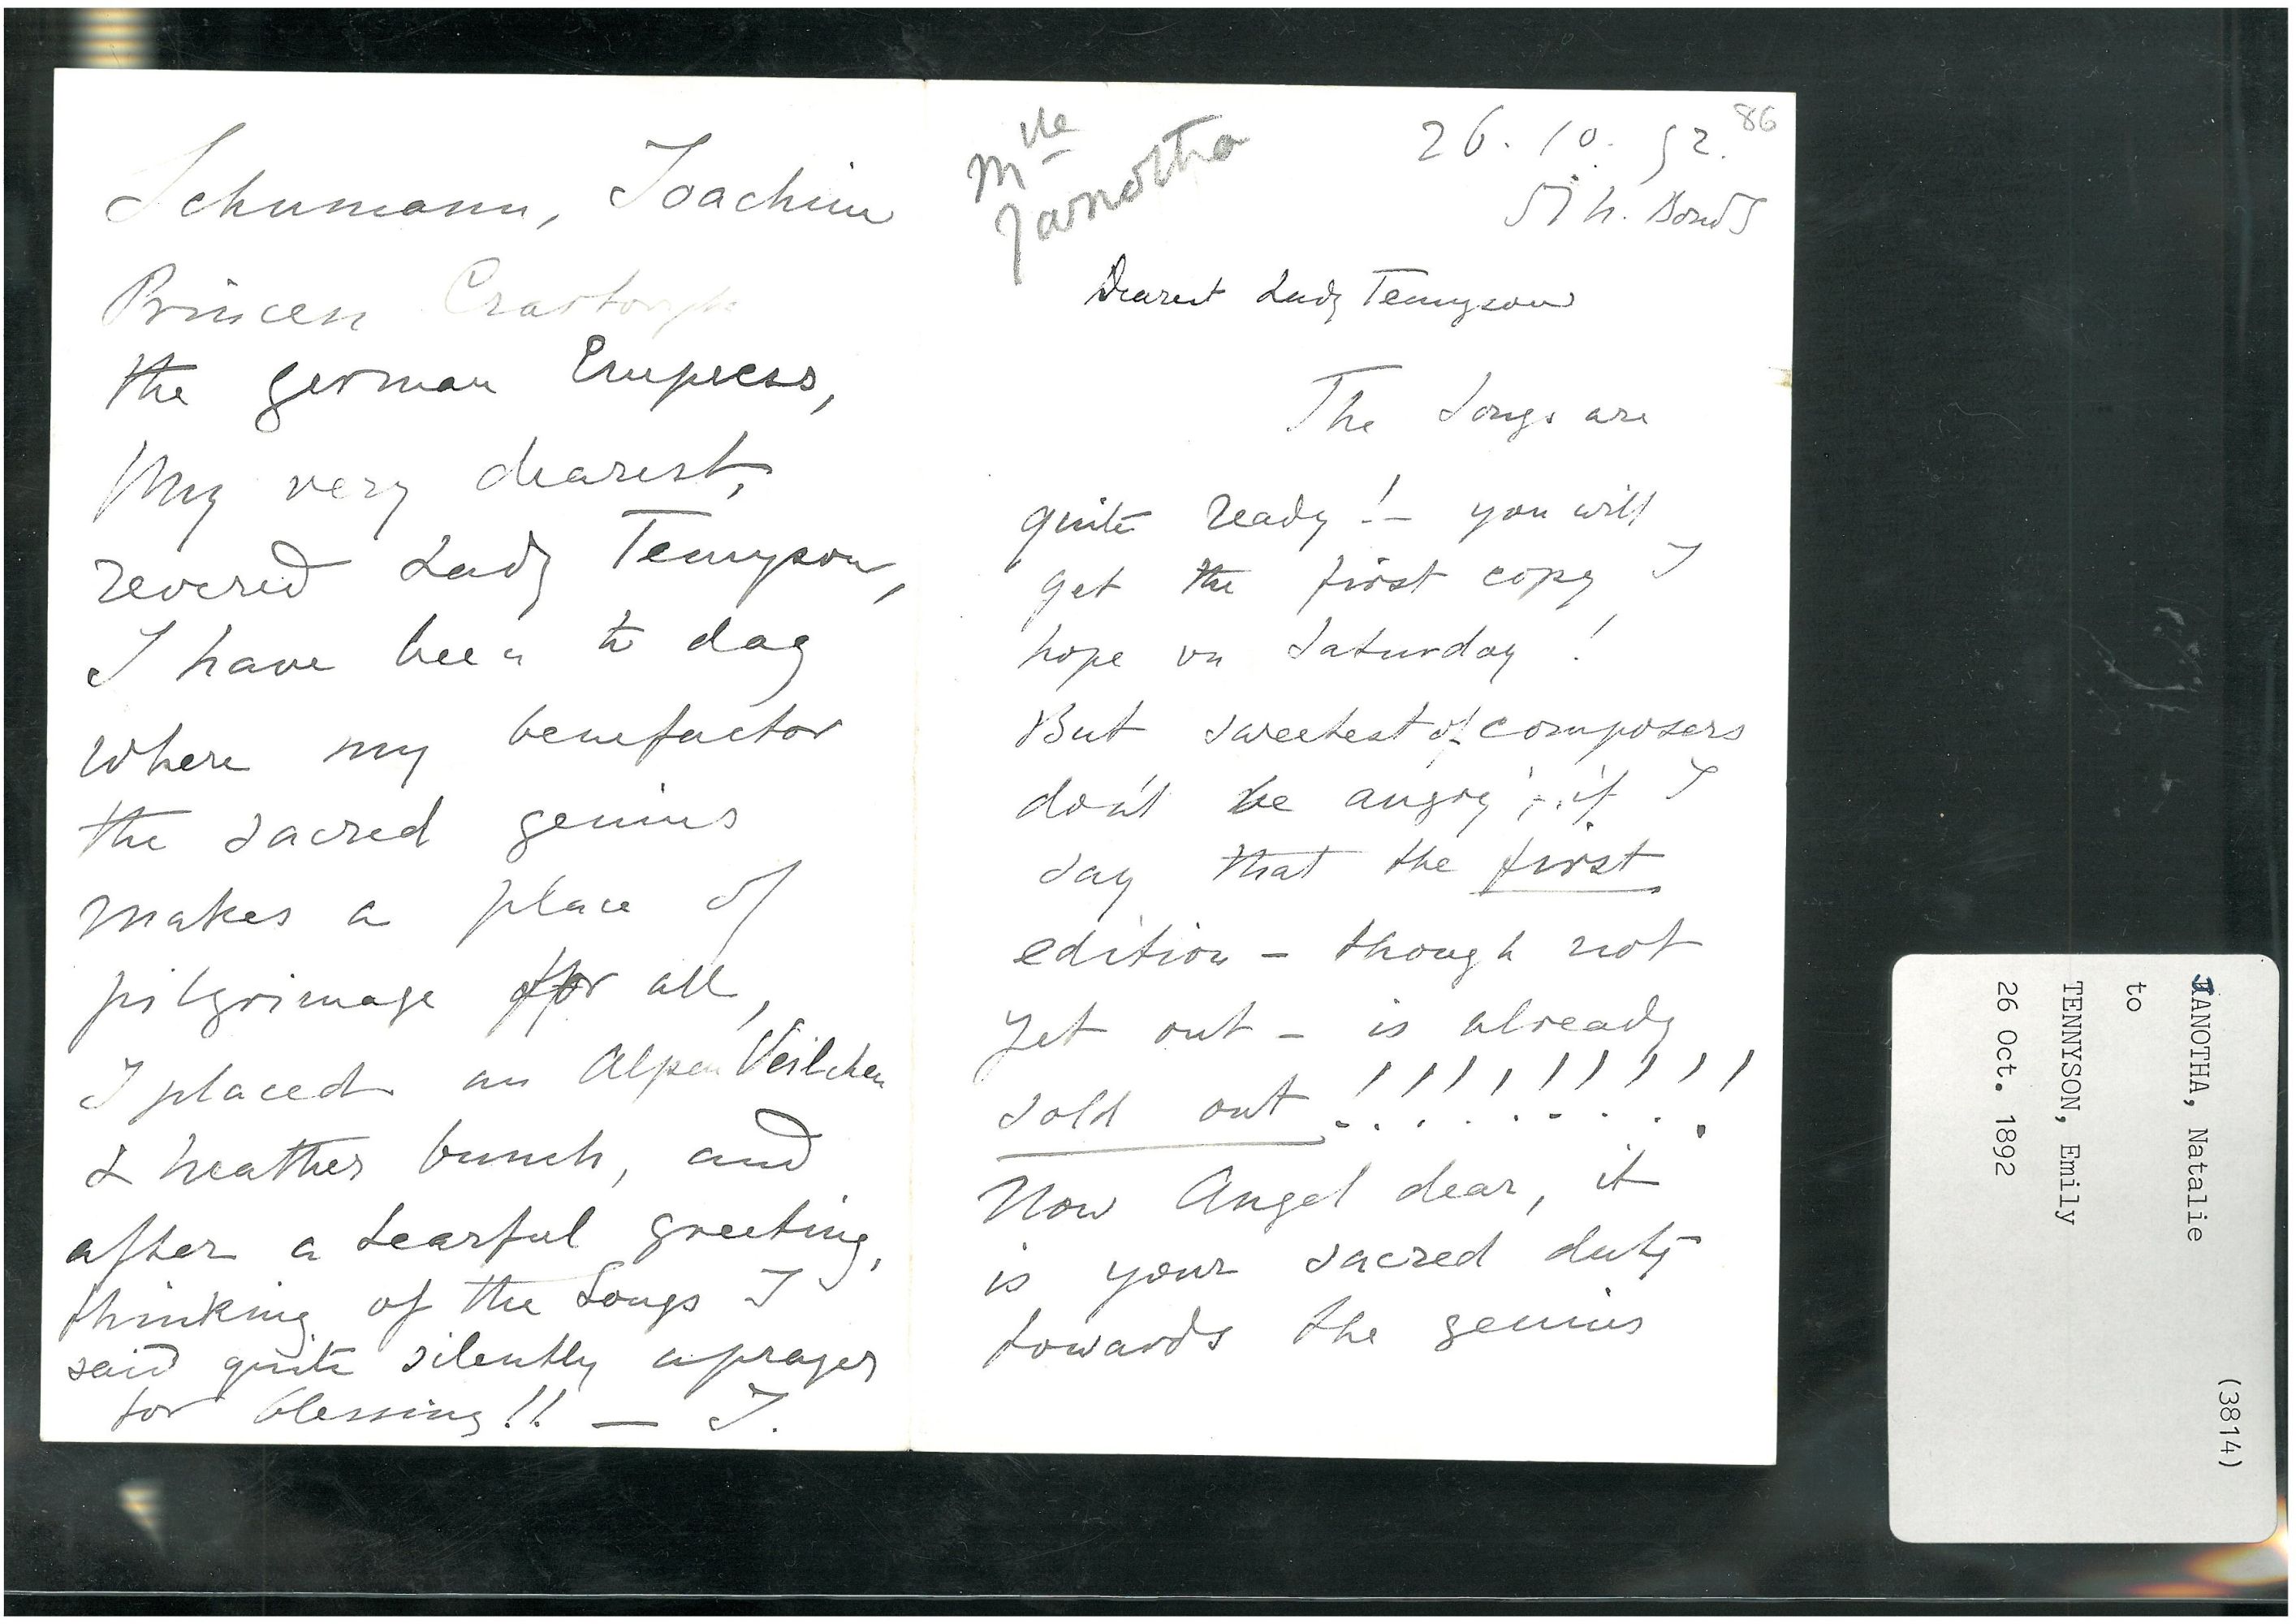 86
Mlle
Janotha
26. 10. 92.
Dearest Lady Tennyson
The Songs are
quite ready! – you will
get the first copy I
hope on Saturday!
But sweetest of composers
don't be angry, if I
say that the first
edition – though not
yet out – is already
sold out !!!!!!!!!!
Now Angel dear, it
is your sacred duty
towards the genius
Schumann, Joachim
Princess
the german Empress,
My very dearest,
revered Lady Tennyson,
I have been to day
where my benefactor
the sacred genius
makes a place of
pilgrimage for all,
I placed an Alpen Veilchen
& heather bunch, and
after a tearful greeting,
thinking of the Songs I
said quite silently a prayer
for blessing!! — J.
(3814)
JANOTHA, Natalie
to
TENNYSON, Emily
26 Oct. 1892